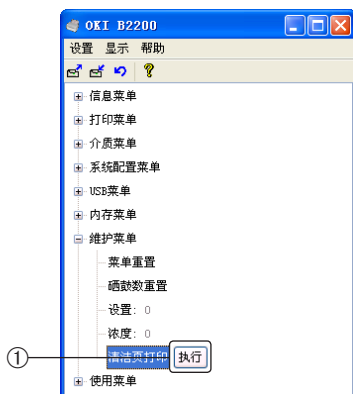 OKI B2200
设置 显示 帮助
信息菜单
打印菜单
介质菜单
系统配置菜单
USB菜单
内存菜单
维护菜单
菜单重置
硒鼓数重置
设置: 0
浓度: 0
① 清洁页打印 执行
使用菜单